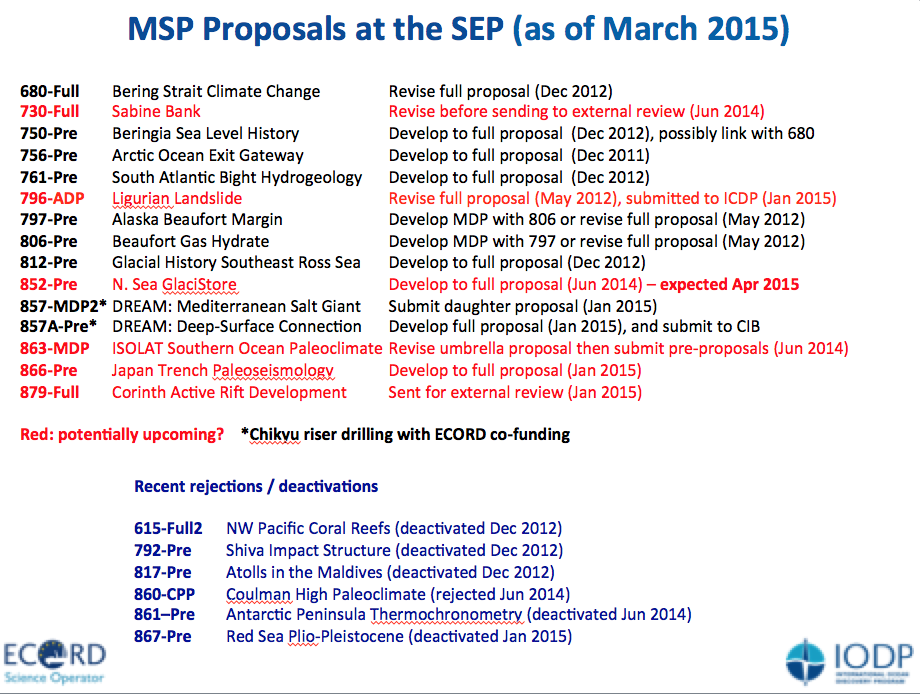 MSP Proposals at the SEP (as of March 2015)
680-Full Bering Strait Climate Change Revise full proposal (Dec 2012)
730-Full Sabine Bank Revise before sending to external review (Jun 2014)
750-Pre Beringia Sea Level History Develop to full proposal (Dec 2012), possibly link with 680
756-Pre Arctic Ocean Exit Gateway Develop to full proposal (Dec 2011)
761-Pre South Atlantic Bight Hydrogeology Develop to full proposal (Dec 2012)
796-ADP Ligurian Landslide Revise full proposal (May 2012), submitted to ICDP (Jan 2015)
797-Pre Alaska Beaufort Margin Develop MDP with 806 or revise full proposal (May 2012)
806-Pre Beaufort Gas Hydrate Develop MDP with 797 or revise full proposal (May 2012)
812-Pre Glacial History Southeast Ross Sea Develop to full proposal (Dec 2012)
852-Pre N. Sea GlaciStore Develop to full proposal (Jun 2014) – expected Apr 2015
857-MDP2* DREAM: Mediterranean Salt Giant Submit daughter proposal (Jan 2015)
857A-Pre* DREAM: Deep-Surface Connection Develop full proposal (Jan 2015), and submit to CIB
863-MDP ISOLAT Southern Ocean Paleoclimate Revise umbrella proposal then submit pre-proposals (Jun 2014)
866-Pre Japan Trench Paleoseismology Develop to full proposal (Jan 2015)
879-Full Corinth Active Rift Development Sent for external review (Jan 2015)
Red: potentially upcoming? *Chikyu riser drilling with ECORD co-funding
Recent rejections / deactivations
615-Full2 NW Pacific Coral Reefs (deactivated Dec 2012)
792-Pre Shiva Impact Structure (deactivated Dec 2012)
817-Pre Atolls in the Maldives (deactivated Dec 2012)
860-CPP Coulman High Paleoclimate (rejected Jun 2014)
861–Pre Antarctic Peninsula Thermochronometry (deactivated Jun 2014)
867-Pre Red Sea Plio-Pleistocene (deactivated Jan 2015)
ECORD
Science Operator
IODP
INTERNATIONAL OCEAN
DISCOVERY PROGRAM